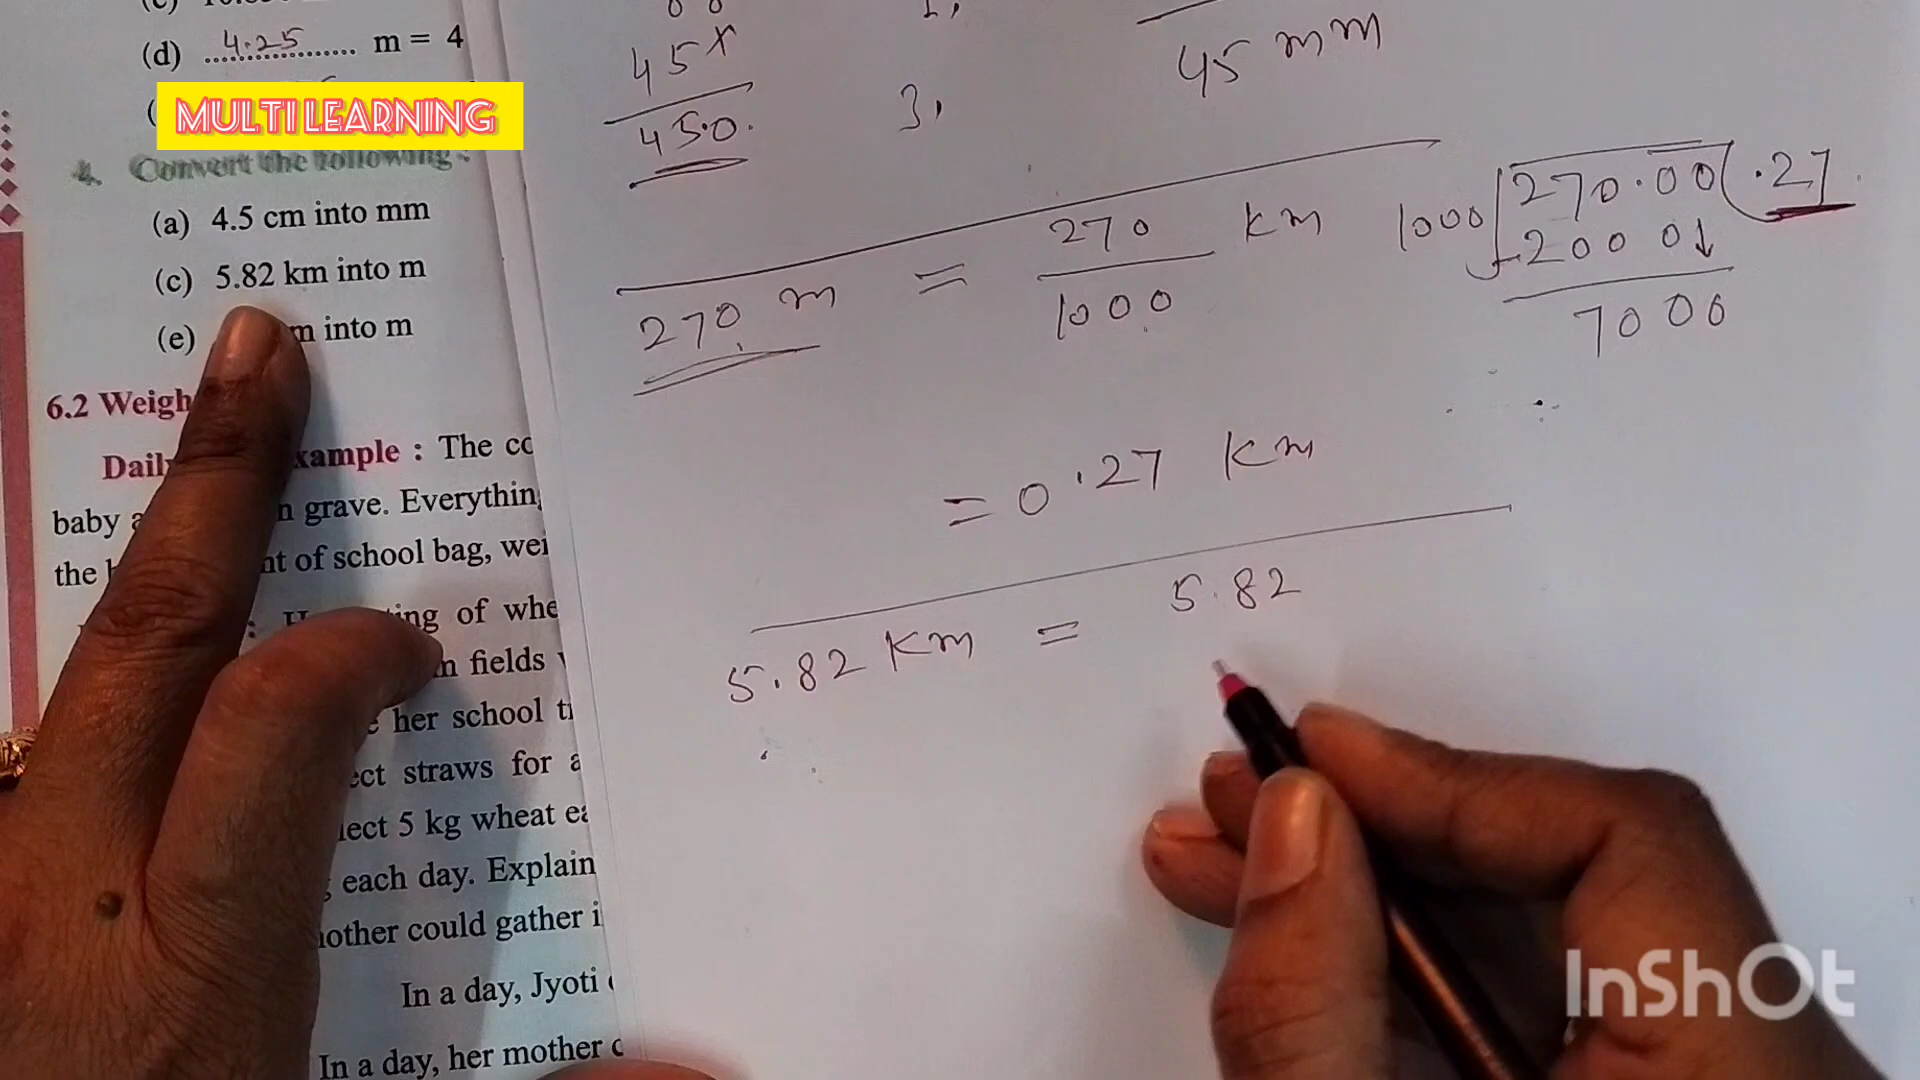 (d) 4.25 m = 4
MULTI LEARNING
4. Convert the following :
(a) 4.5 cm into mm
(c) 5.82 km into m
(e) m into m
6.2 Weigh
Daily xample : The co
baby a n grave. Everythin
the nt of school bag, wei
: ing of whe
fields
her school t
ect straws for a
lect 5 kg wheat ea
each day. Explain
other could gather i
In a day, Jyoti
In a day, her mother c
45×
450
3,
45 mm
270 m = 270/1000 km
1000 270.00 .27
2000 0
7000
= 0.27 km
5.82 km = 5.82
InShOt